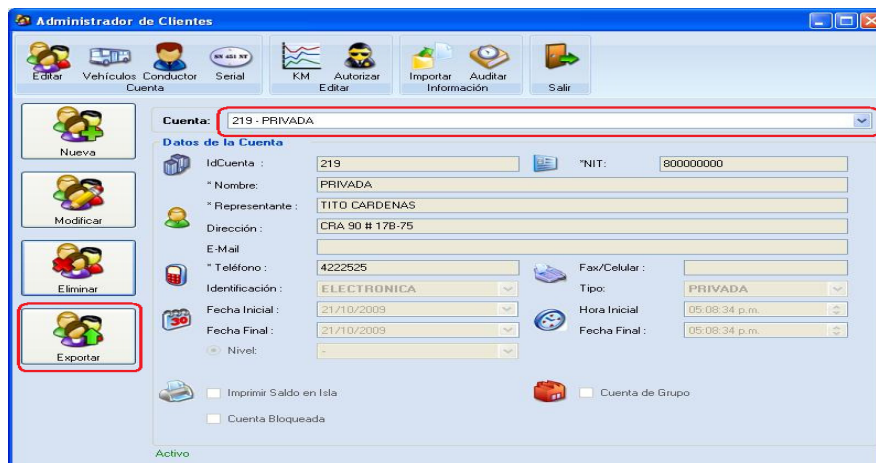 Administrador de Clientes
Editar Vehículos Conductor Serial KM Autorizar Importar Auditar
Cuenta Editar Información Salir
Nueva
Modificar
Eliminar
Exportar
Cuenta: 219 - PRIVADA
Datos de la Cuenta
IdCuenta : 219 *NIT: 800000000
* Nombre: PRIVADA
* Representante : TITO CARDENAS
Dirección : CRA 90 # 17B-75
E-Mail
* Teléfono : 4222525 Fax/Celular :
Identificación : ELECTRONICA Tipo: PRIVADA
Fecha Inicial : 21/10/2009 Hora Inicial 05:08:34 p.m.
Fecha Final : 21/10/2009 Fecha Final : 05:08:34 p.m.
Nivel: -
Imprimir Saldo en Isla Cuenta de Grupo
Cuenta Bloqueada
Activo